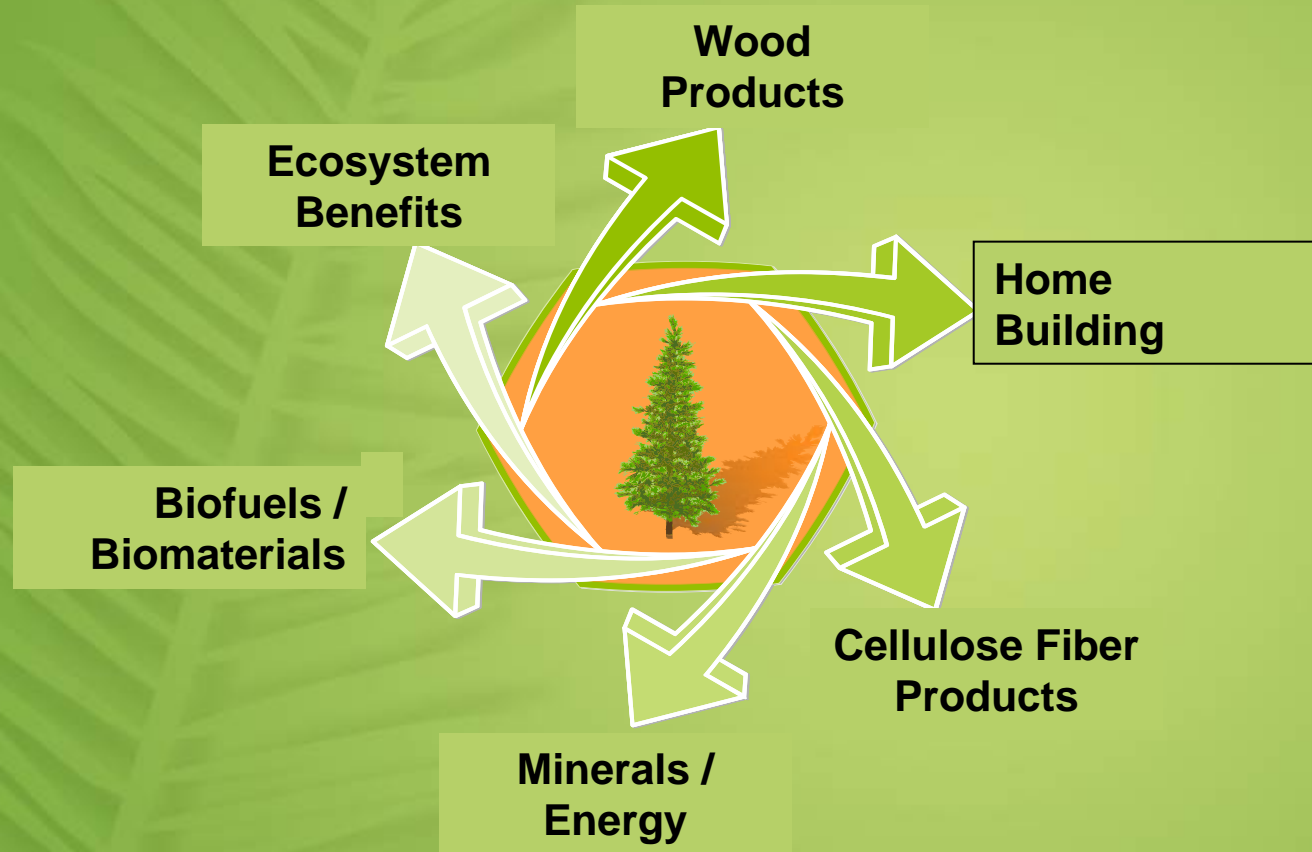 Wood
Products
Ecosystem
Benefits
Home
Building
Biofuels /
Biomaterials
Cellulose Fiber
Products
Minerals /
Energy